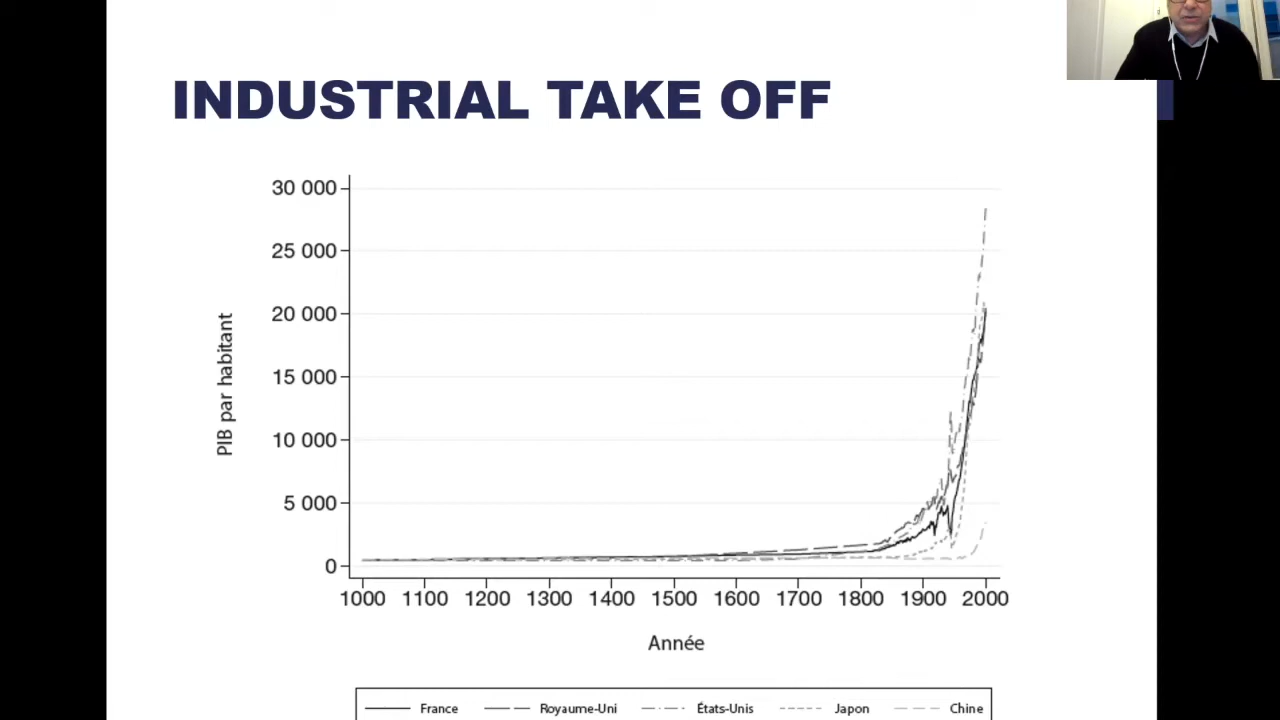 INDUSTRIAL TAKE OFF
30 000
25 000
20 000
15 000
10 000
5 000
0
PIB par habitant
1000 1100 1200 1300 1400 1500 1600 1700 1800 1900 2000
Année
France Royaume-Uni États-Unis Japon Chine